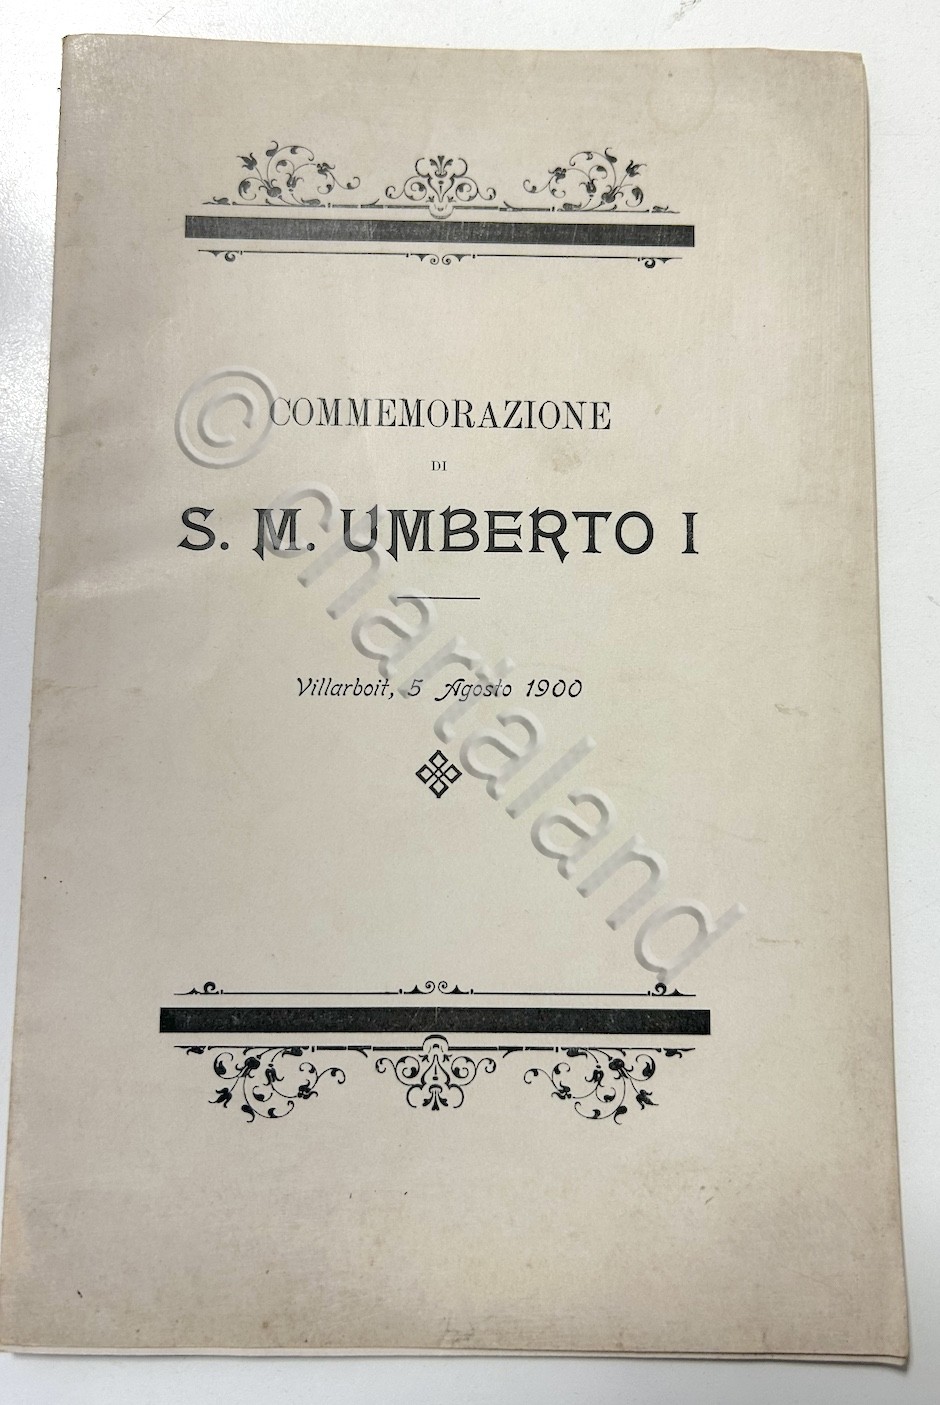 COMMEMORAZIONE
DI
S. M. UMBERTO I
Villarboit, 5 Agosto 1900
© chartaland